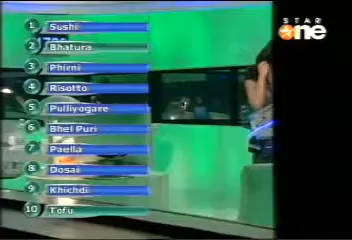 1 Sushi
2 Bhatura
3 Phirni
4 Risotto
5 Pulliyogare
6 Bhel Puri
7 Paella
8 Dosai
9 Khichdi
10 Tofu
STAR
one